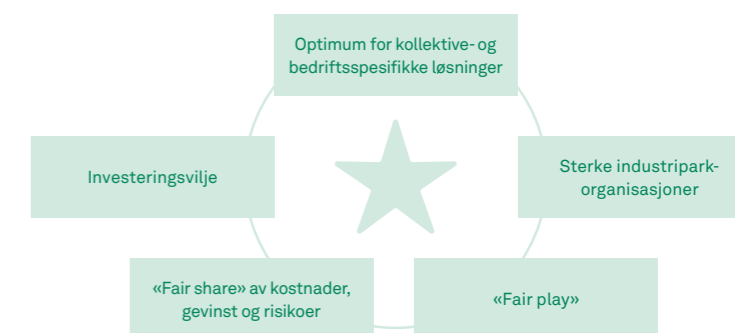 Optimum for kollektive- og
bedriftsspesifikke løsninger
Investeringsvilje
Sterke industripark-
organisasjoner
«Fair share» av kostnader,
gevinst og risikoer
«Fair play»